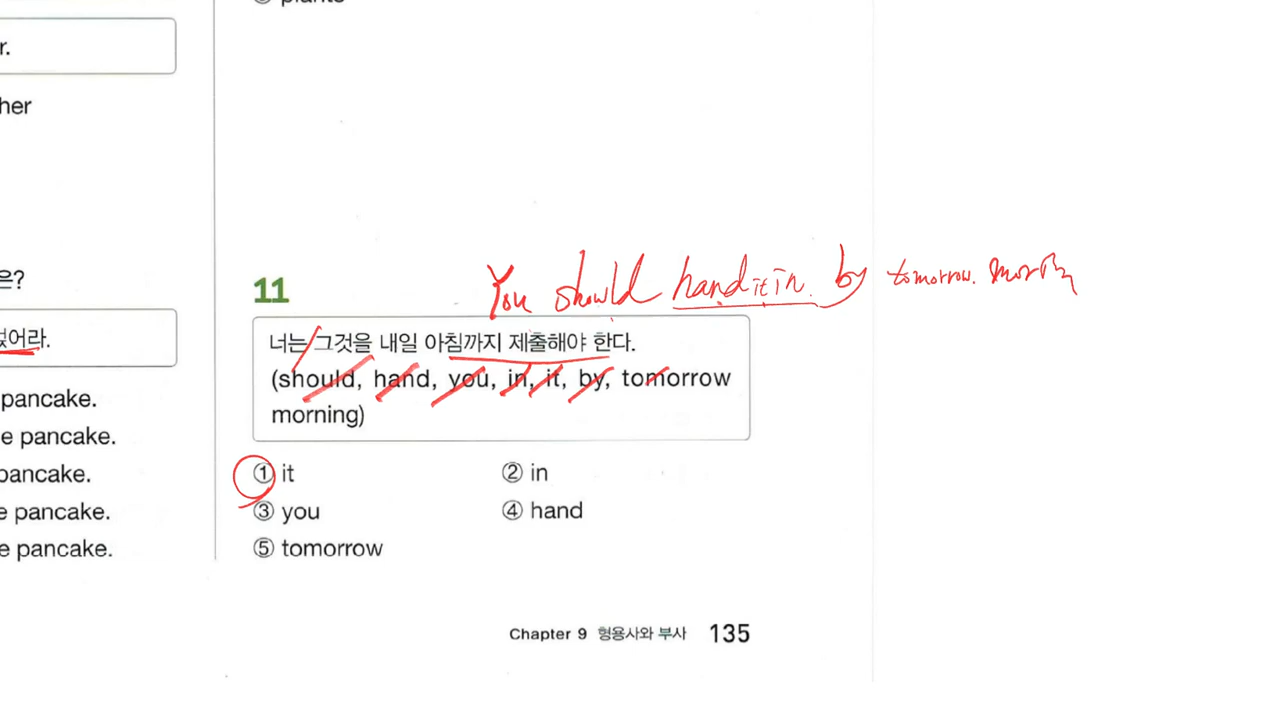 r.
her
은?
pancake.
e pancake.
pancake.
e pancake.
e pancake.
plants
11
You should hand it in by tomorrow. morning
너는 그것을 내일 아침까지 제출해야 한다.
(should, hand, you, in, it, by, tomorrow
morning)
① it
② in
③ you
④ hand
⑤ tomorrow
Chapter 9 형용사와 부사 135